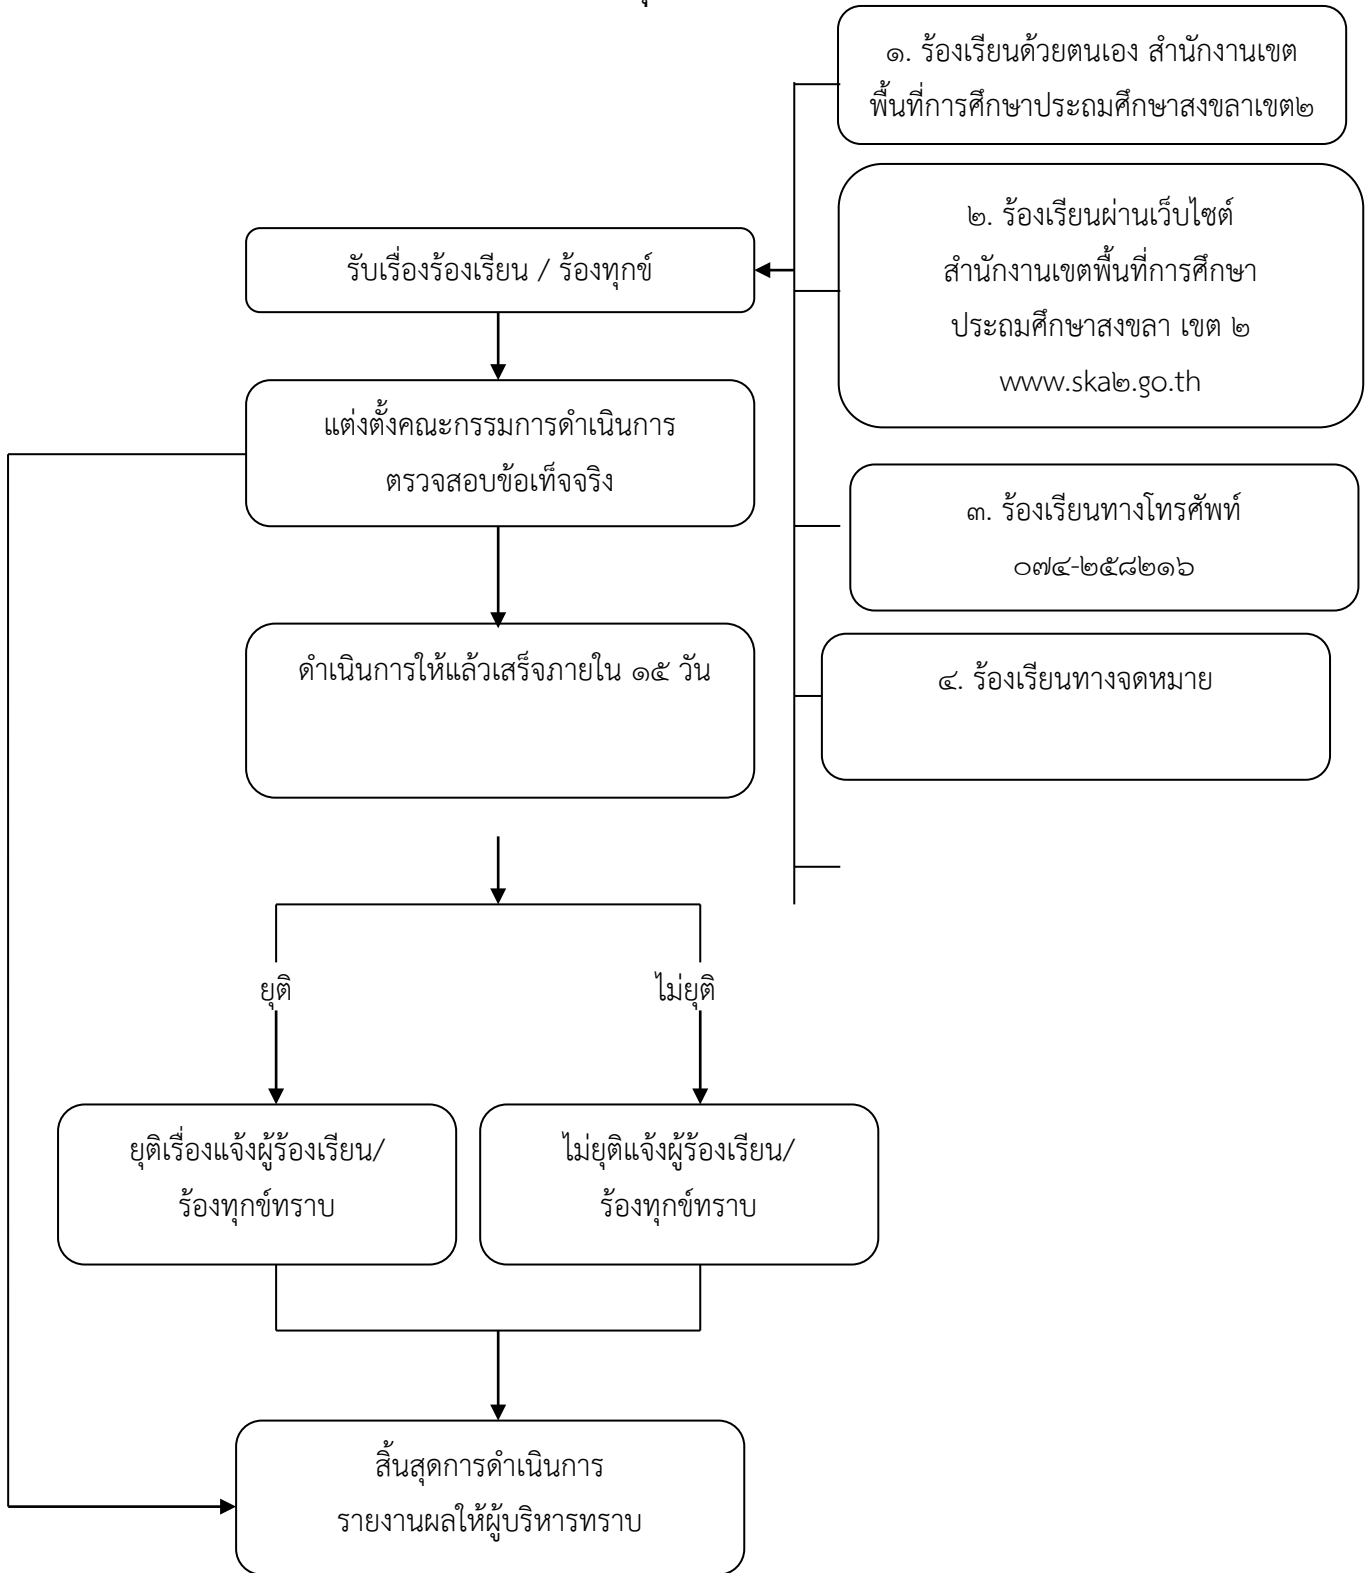 ๑. ร้องเรียนด้วยตนเอง สำนักงานเขต
พื้นที่การศึกษาประถมศึกษาสงขลาเขต๒
๒. ร้องเรียนผ่านเว็บไซต์
สำนักงานเขตพื้นที่การศึกษา
ประถมศึกษาสงขลา เขต ๒
www.ska๒.go.th
รับเรื่องร้องเรียน / ร้องทุกข์
แต่งตั้งคณะกรรมการดำเนินการ
ตรวจสอบข้อเท็จจริง
๓. ร้องเรียนทางโทรศัพท์
๐๗๔-๒๕๘๒๑๖
ดำเนินการให้แล้วเสร็จภายใน ๑๕ วัน
๔. ร้องเรียนทางจดหมาย
ยุติ
ไม่ยุติ
ยุติเรื่องแจ้งผู้ร้องเรียน/
ร้องทุกข์ทราบ
ไม่ยุติแจ้งผู้ร้องเรียน/
ร้องทุกข์ทราบ
สิ้นสุดการดำเนินการ
รายงานผลให้ผู้บริหารทราบ